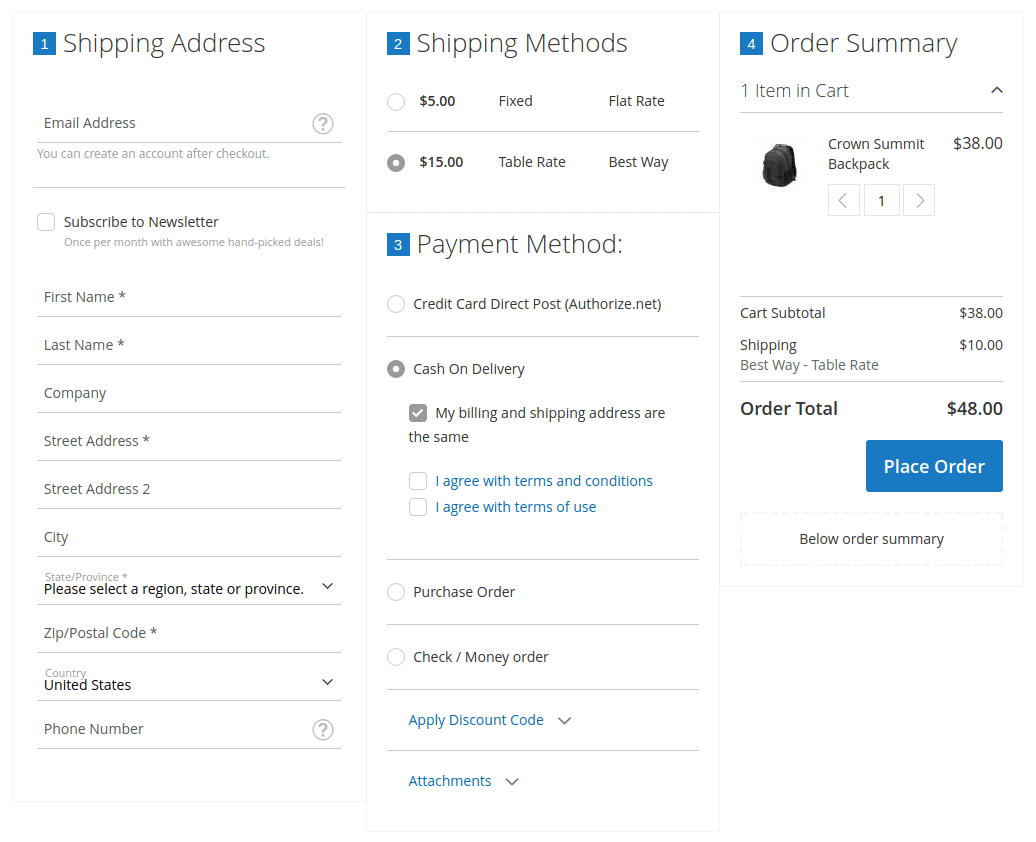 1 Shipping Address
Email Address ?
You can create an account after checkout.
Subscribe to Newsletter
Once per month with awesome hand-picked deals!
First Name *
Last Name *
Company
Street Address *
Street Address 2
City
State/Province *
Please select a region, state or province.
Zip/Postal Code *
Country
United States
Phone Number ?
2 Shipping Methods
$5.00 Fixed Flat Rate
$15.00 Table Rate Best Way
3 Payment Method:
Credit Card Direct Post (Authorize.net)
Cash On Delivery
My billing and shipping address are
the same
I agree with terms and conditions
I agree with terms of use
Purchase Order
Check / Money order
Apply Discount Code
Attachments
4 Order Summary
1 Item in Cart
Crown Summit $38.00
Backpack
1
Cart Subtotal $38.00
Shipping $10.00
Best Way - Table Rate
Order Total $48.00
Place Order
Below order summary